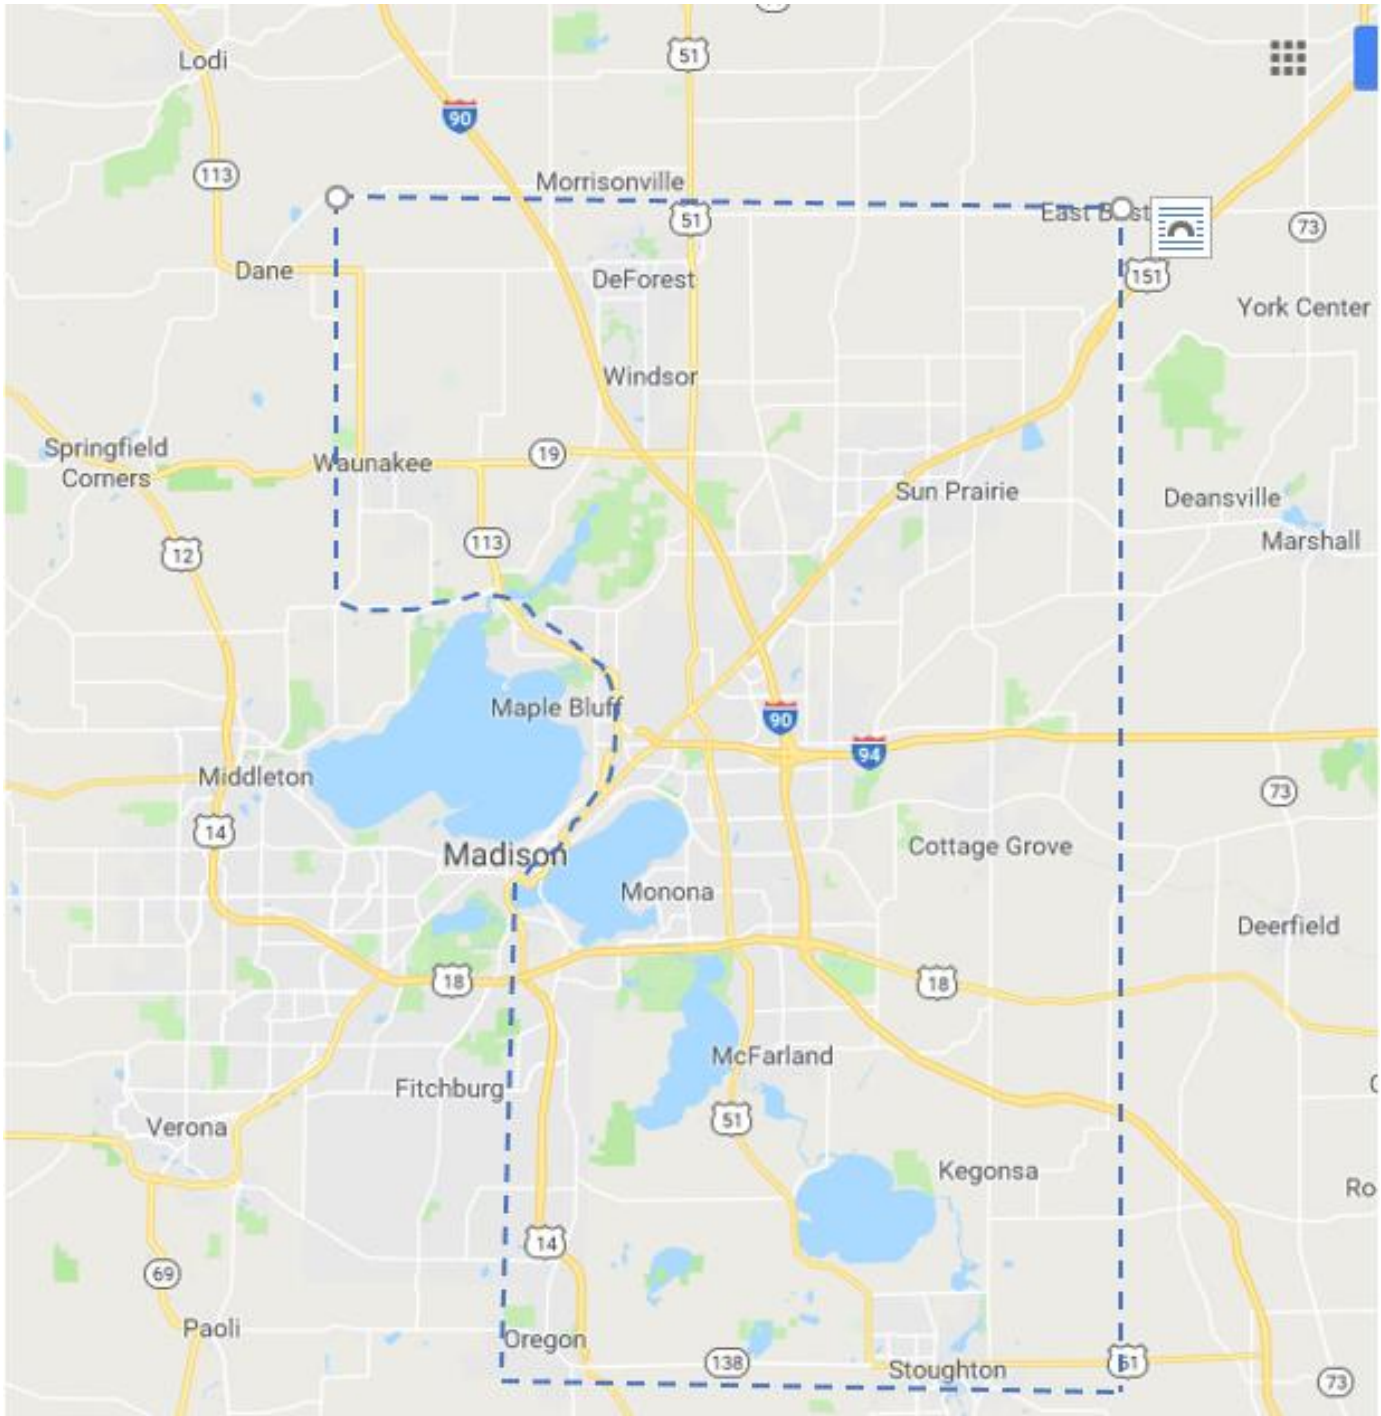 51
Lodi
90
113
Morrisonville
51
East
73
Dane
DeForest
151
York Center
Windsor
Springfield
Corners
Waunakee
19
Sun Prairie
Deansville
Marshall
12
113
Maple Bluff
90
94
Middleton
73
14
Madison
Cottage Grove
Monona
Deerfield
18
18
McFarland
Fitchburg
51
Verona
Kegonsa
Ro
14
69
Paoli
Oregon
138
Stoughton
51
73